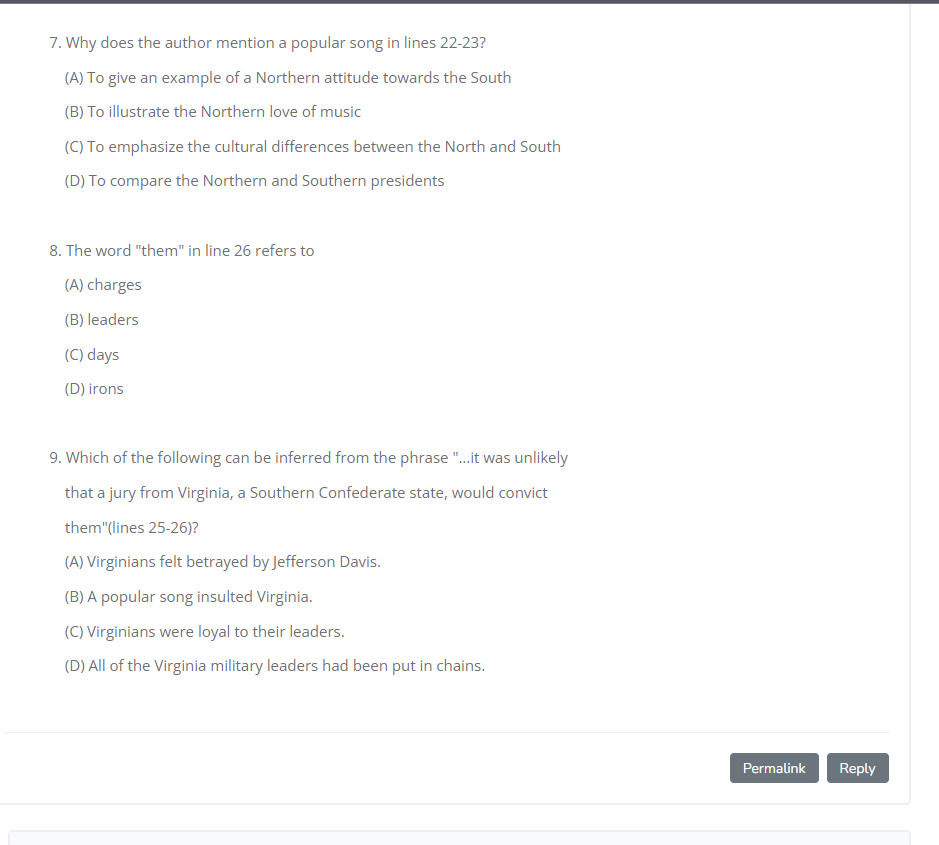 7. Why does the author mention a popular song in lines 22-23?
(A) To give an example of a Northern attitude towards the South
(B) To illustrate the Northern love of music
(C) To emphasize the cultural differences between the North and South
(D) To compare the Northern and Southern presidents
8. The word "them" in line 26 refers to
(A) charges
(B) leaders
(C) days
(D) irons
9. Which of the following can be inferred from the phrase "...it was unlikely
that a jury from Virginia, a Southern Confederate state, would convict
them"(lines 25-26)?
(A) Virginians felt betrayed by Jefferson Davis.
(B) A popular song insulted Virginia.
(C) Virginians were loyal to their leaders.
(D) All of the Virginia military leaders had been put in chains.
Permalink Reply